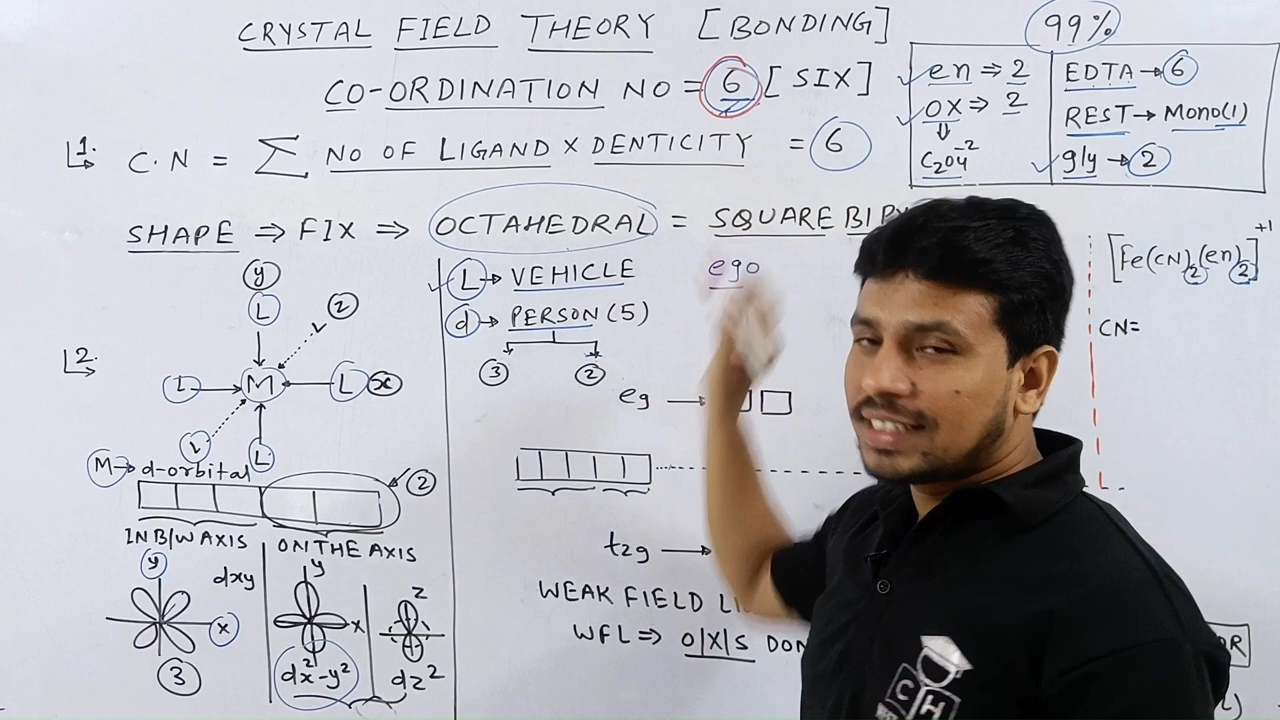 CRYSTAL FIELD THEORY [BONDING]
99%
CO-ORDINATION NO = 6 [SIX]
en ⇒ 2
OX ⇒ 2
⇓
C₂O₄⁻²
EDTA → 6
REST → Mono(1)
gly → 2
1.
C.N = Σ NO OF LIGAND × DENTICITY = 6
SHAPE ⇒ FIX ⇒ OCTAHEDRAL = SQUARE
2.
y
L
z
L
L → M ← L x
L
L
M → d-orbital
2
IN B/W AXIS
ON THE AXIS
y
x
dxy
3
y
x
dx²-y²
z
dz²
L → VEHICLE
ego
d → PERSON (5)
3 2
eg →
t2g →
WEAK FIELD
WFL ⇒ O|X|S
[Fe(CN)₂(en)₂]⁺¹
CN=
C H